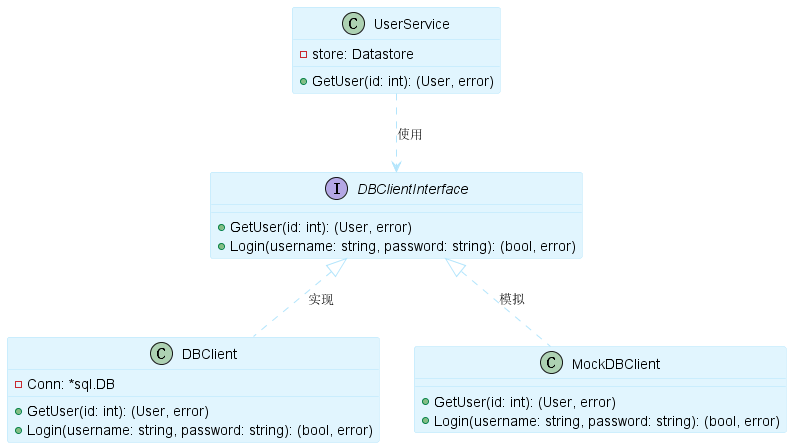 C UserService
store: Datastore
GetUser(id: int): (User, error)
使用
I DBClientInterface
GetUser(id: int): (User, error)
Login(username: string, password: string): (bool, error)
实现
模拟
C DBClient
Conn: *sql.DB
GetUser(id: int): (User, error)
Login(username: string, password: string): (bool, error)
C MockDBClient
GetUser(id: int): (User, error)
Login(username: string, password: string): (bool, error)